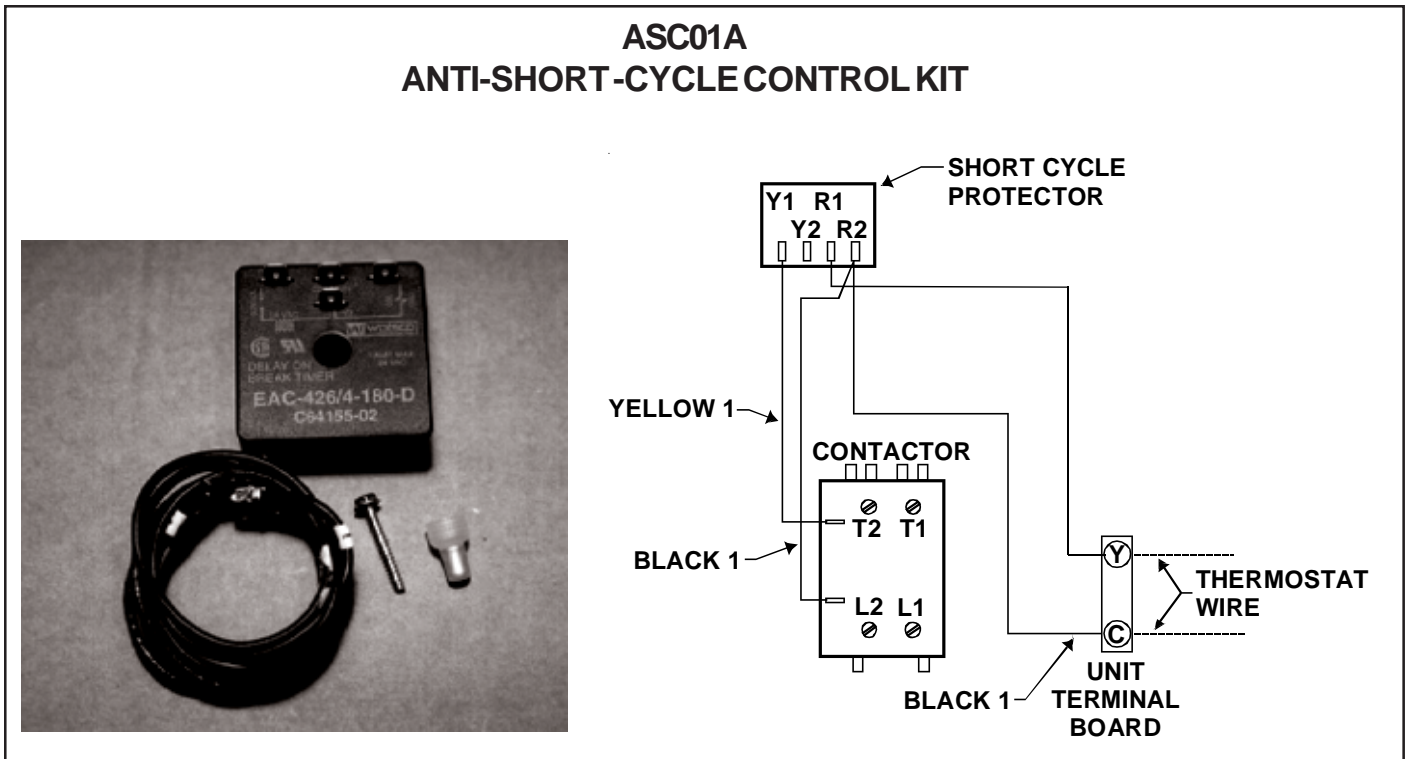 ASC01A
ANTI-SHORT-CYCLE CONTROL KIT
DELAY ON
BREAK TIMER
EAC-426/4-180-D
C64155-02
SHORT CYCLE
PROTECTOR
Y1 R1
Y2 R2
YELLOW 1
CONTACTOR
T2 T1
BLACK 1
L2 L1
Y
THERMOSTAT
WIRE
C
BLACK 1
UNIT
TERMINAL
BOARD